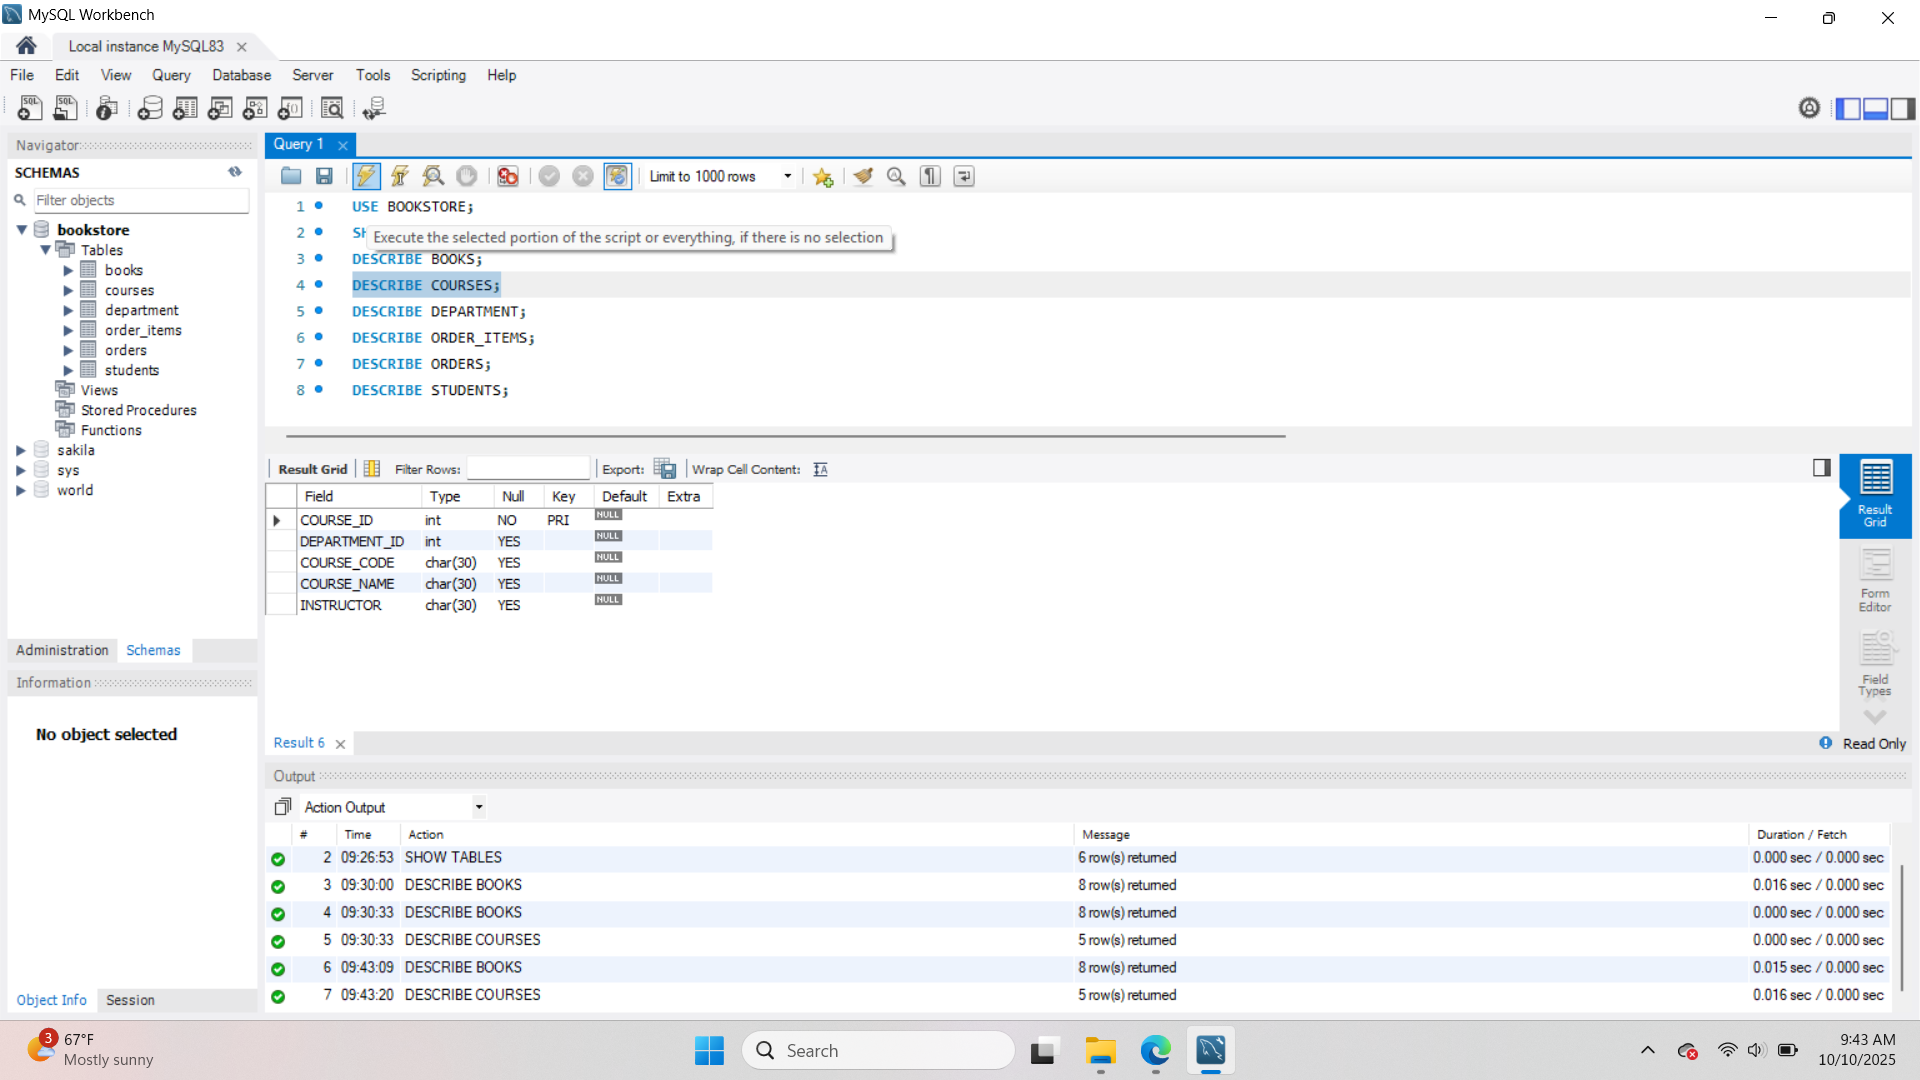 MySQL Workbench
Local instance MySQL83
File Edit View Query Database Server Tools Scripting Help
Navigator
SCHEMAS
Filter objects
bookstore
Tables
books
courses
department
order_items
orders
students
Views
Stored Procedures
Functions
sakila
sys
world
Administration Schemas
Information
No object selected
Object Info Session
Query 1
Limit to 1000 rows
1 USE BOOKSTORE;
2 SH
Execute the selected portion of the script or everything, if there is no selection
3 DESCRIBE BOOKS;
4 DESCRIBE COURSES;
5 DESCRIBE DEPARTMENT;
6 DESCRIBE ORDER_ITEMS;
7 DESCRIBE ORDERS;
8 DESCRIBE STUDENTS;
Result Grid Filter Rows: Export: Wrap Cell Content:
Field Type Null Key Default Extra
COURSE_ID int NO PRI NULL
DEPARTMENT_ID int YES NULL
COURSE_CODE char(30) YES NULL
COURSE_NAME char(30) YES NULL
INSTRUCTOR char(30) YES NULL
Result
Grid
Form
Editor
Field
Types
Result 6
Read Only
Output
Action Output
# Time Action Message Duration / Fetch
2 09:26:53 SHOW TABLES 6 row(s) returned 0.000 sec / 0.000 sec
3 09:30:00 DESCRIBE BOOKS 8 row(s) returned 0.016 sec / 0.000 sec
4 09:30:33 DESCRIBE BOOKS 8 row(s) returned 0.000 sec / 0.000 sec
5 09:30:33 DESCRIBE COURSES 5 row(s) returned 0.000 sec / 0.000 sec
6 09:43:09 DESCRIBE BOOKS 8 row(s) returned 0.015 sec / 0.000 sec
7 09:43:20 DESCRIBE COURSES 5 row(s) returned 0.016 sec / 0.000 sec
3
67°F
Mostly sunny
Search
9:43 AM
10/10/2025